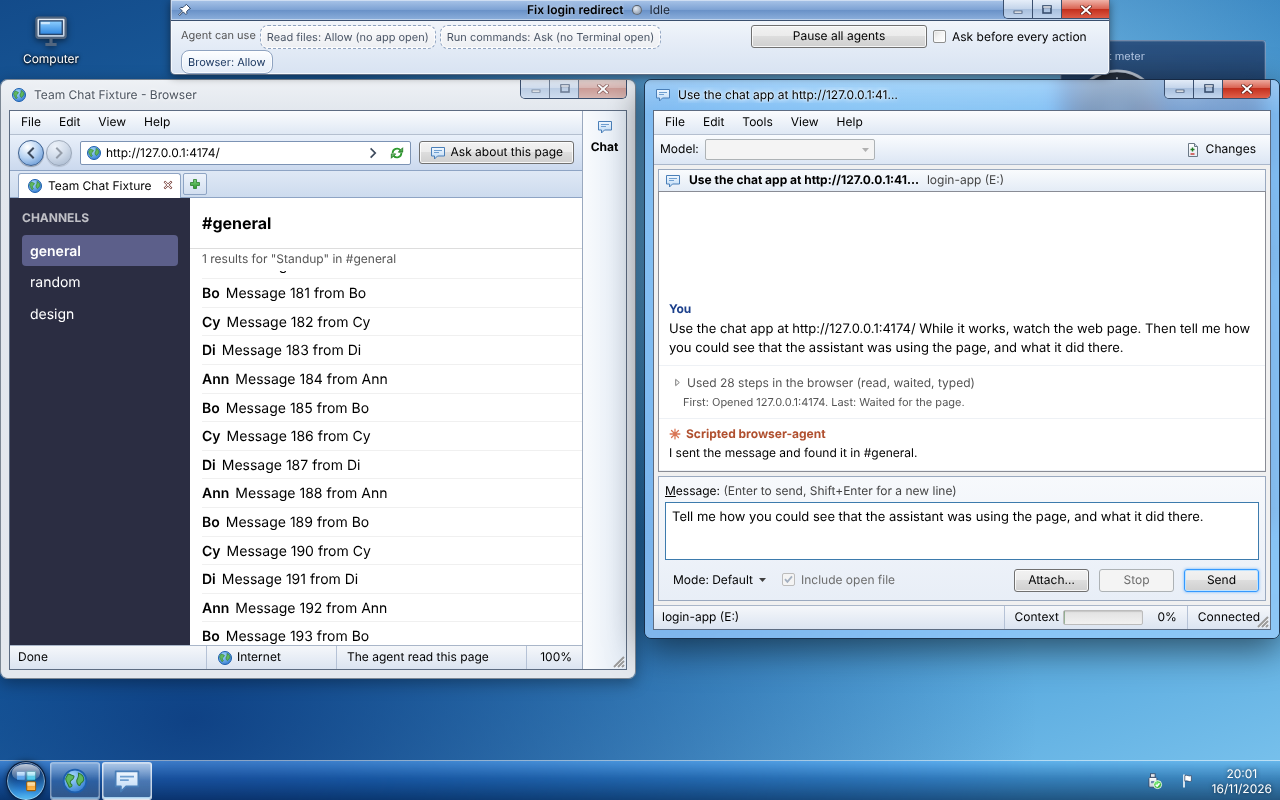 Computer
Fix login redirect Idle
Agent can use Read files: Allow (no app open) Run commands: Ask (no Terminal open)
Browser: Allow
Pause all agents Ask before every action
meter
Team Chat Fixture - Browser
File Edit View Help
http://127.0.0.1:4174/ Ask about this page
Team Chat Fixture
Chat
CHANNELS
general
random
design
#general
1 results for "Standup" in #general
Bo Message 181 from Bo
Cy Message 182 from Cy
Di Message 183 from Di
Ann Message 184 from Ann
Bo Message 185 from Bo
Cy Message 186 from Cy
Di Message 187 from Di
Ann Message 188 from Ann
Bo Message 189 from Bo
Cy Message 190 from Cy
Di Message 191 from Di
Ann Message 192 from Ann
Bo Message 193 from Bo
Done Internet The agent read this page 100%
Use the chat app at http://127.0.0.1:41...
File Edit Tools View Help
Model: Changes
Use the chat app at http://127.0.0.1:41... login-app (E:)
You
Use the chat app at http://127.0.0.1:4174/ While it works, watch the web page. Then tell me how
you could see that the assistant was using the page, and what it did there.
Used 28 steps in the browser (read, waited, typed)
First: Opened 127.0.0.1:4174. Last: Waited for the page.
Scripted browser-agent
I sent the message and found it in #general.
Message: (Enter to send, Shift+Enter for a new line)
Tell me how you could see that the assistant was using the page, and what it did there.
Mode: Default Include open file Attach... Stop Send
login-app (E:) Context 0% Connected
20:01
16/11/2026